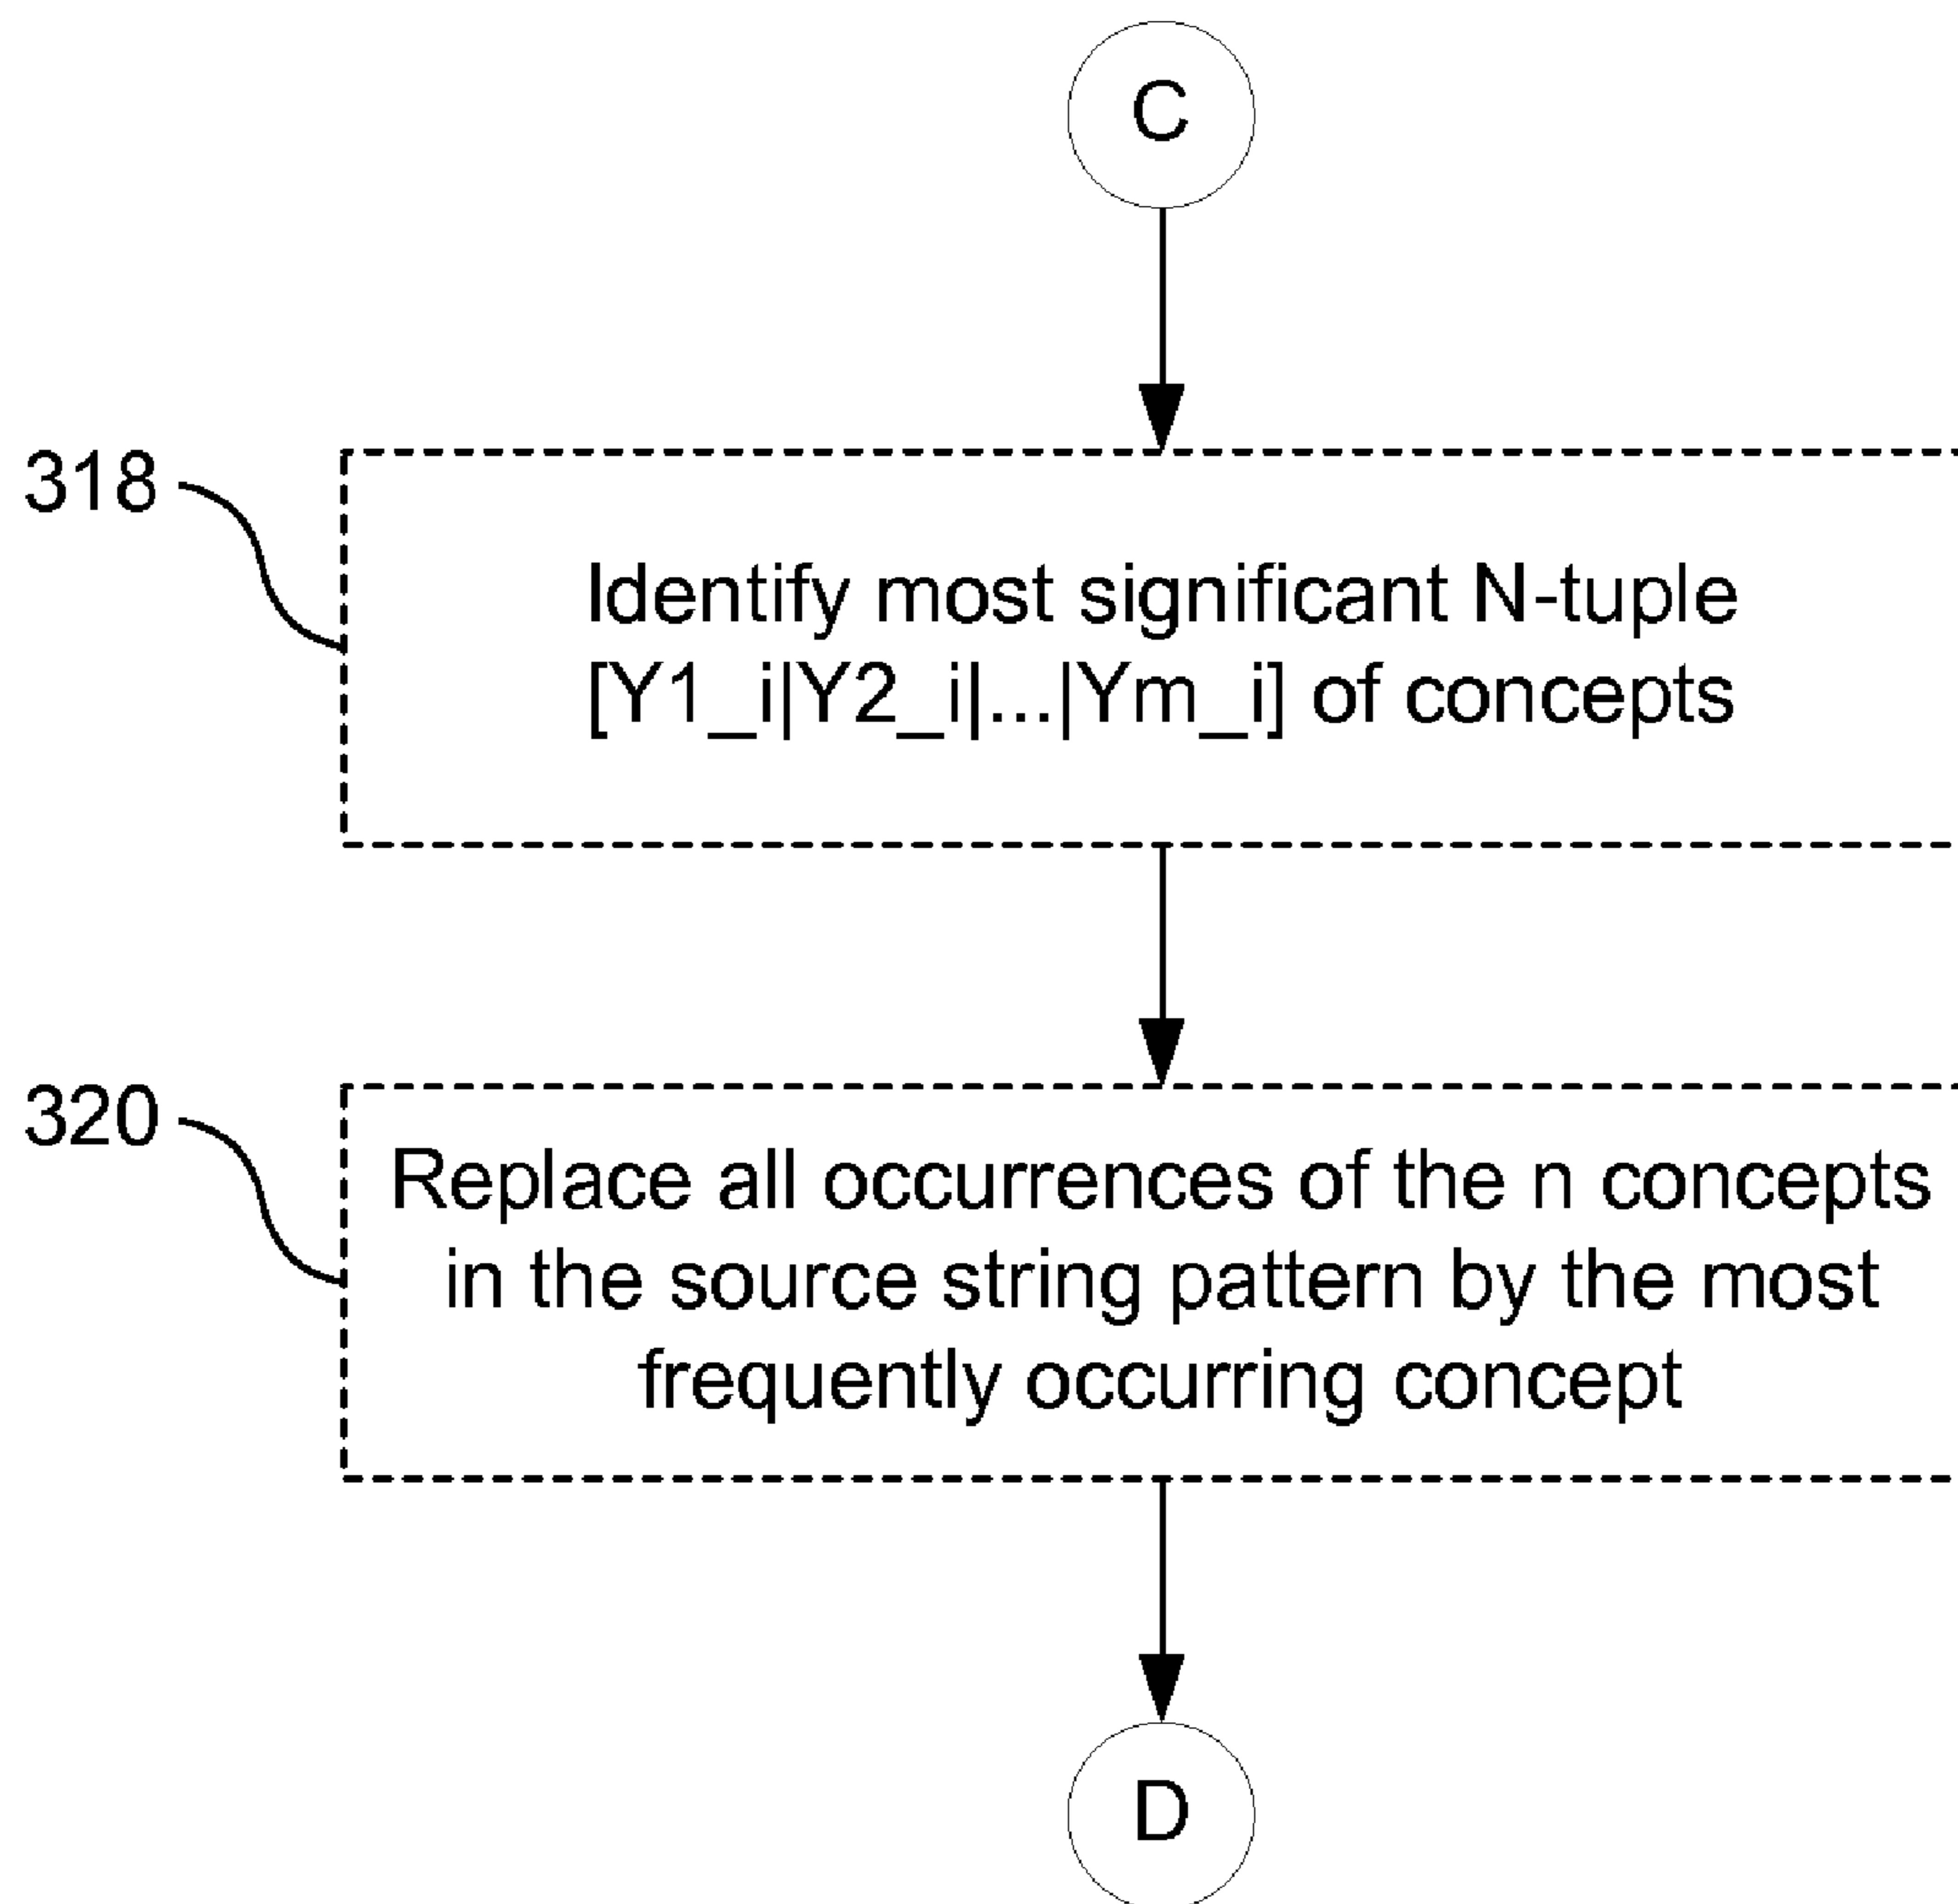 C
318
Identify most significant N-tuple
[Y1_i|Y2_i|...|Ym_i] of concepts
320
Replace all occurrences of the n concepts
in the source string pattern by the most
frequently occurring concept
D